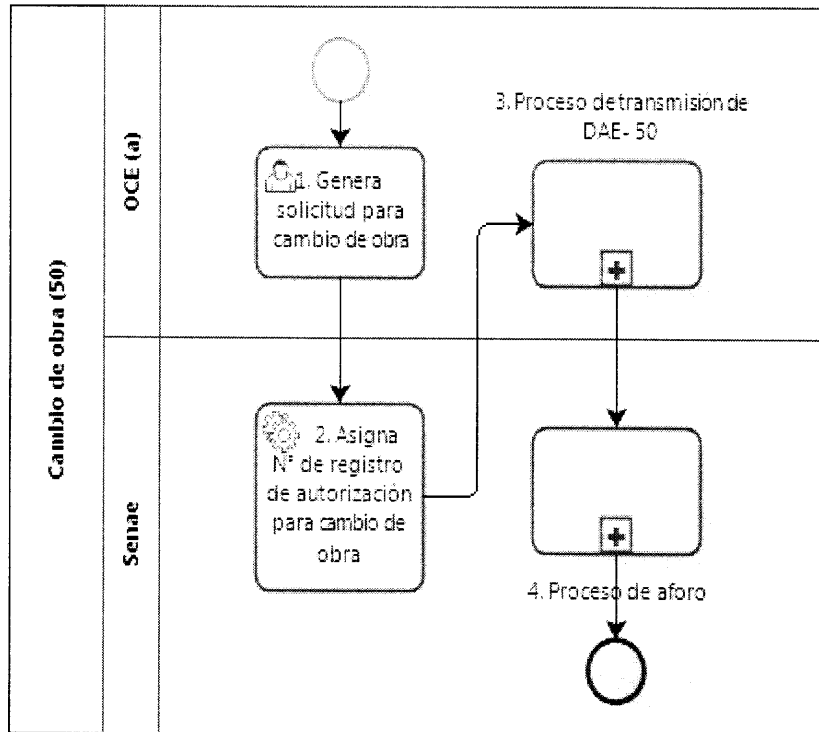 Cambio de obra (50)
OCE (a)
1. Genera
solicitud para
cambio de obra
3. Proceso de transmisión de
DAE- 50
Senae
2. Asigna
N° de registro
de autorización
para cambio de
obra
4. Proceso de aforo